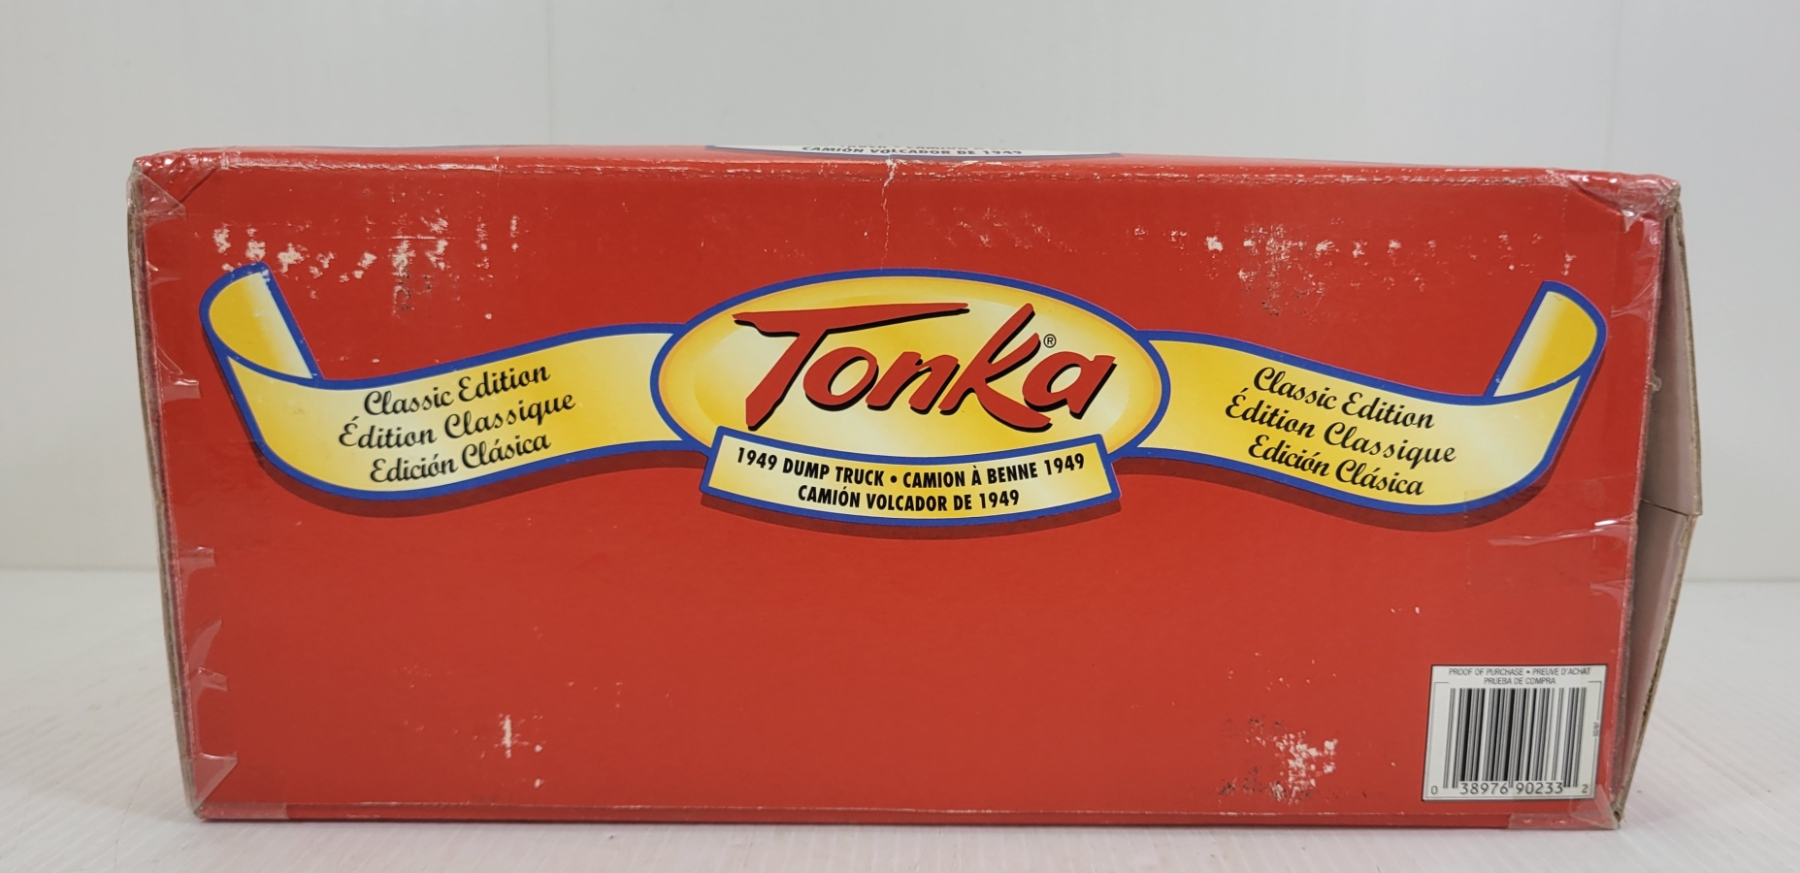 CAMIÓN VOLCADOR DE 1949
Tonka®
Classic Edition
Édition Classique
Edición Clásica
1949 DUMP TRUCK • CAMION À BENNE 1949
CAMIÓN VOLCADOR DE 1949
Classic Edition
Édition Classique
Edición Clásica
PROOF OF PURCHASE • PREUVE D'ACHAT
PRUEBA DE COMPRA
0 38976 90233 2